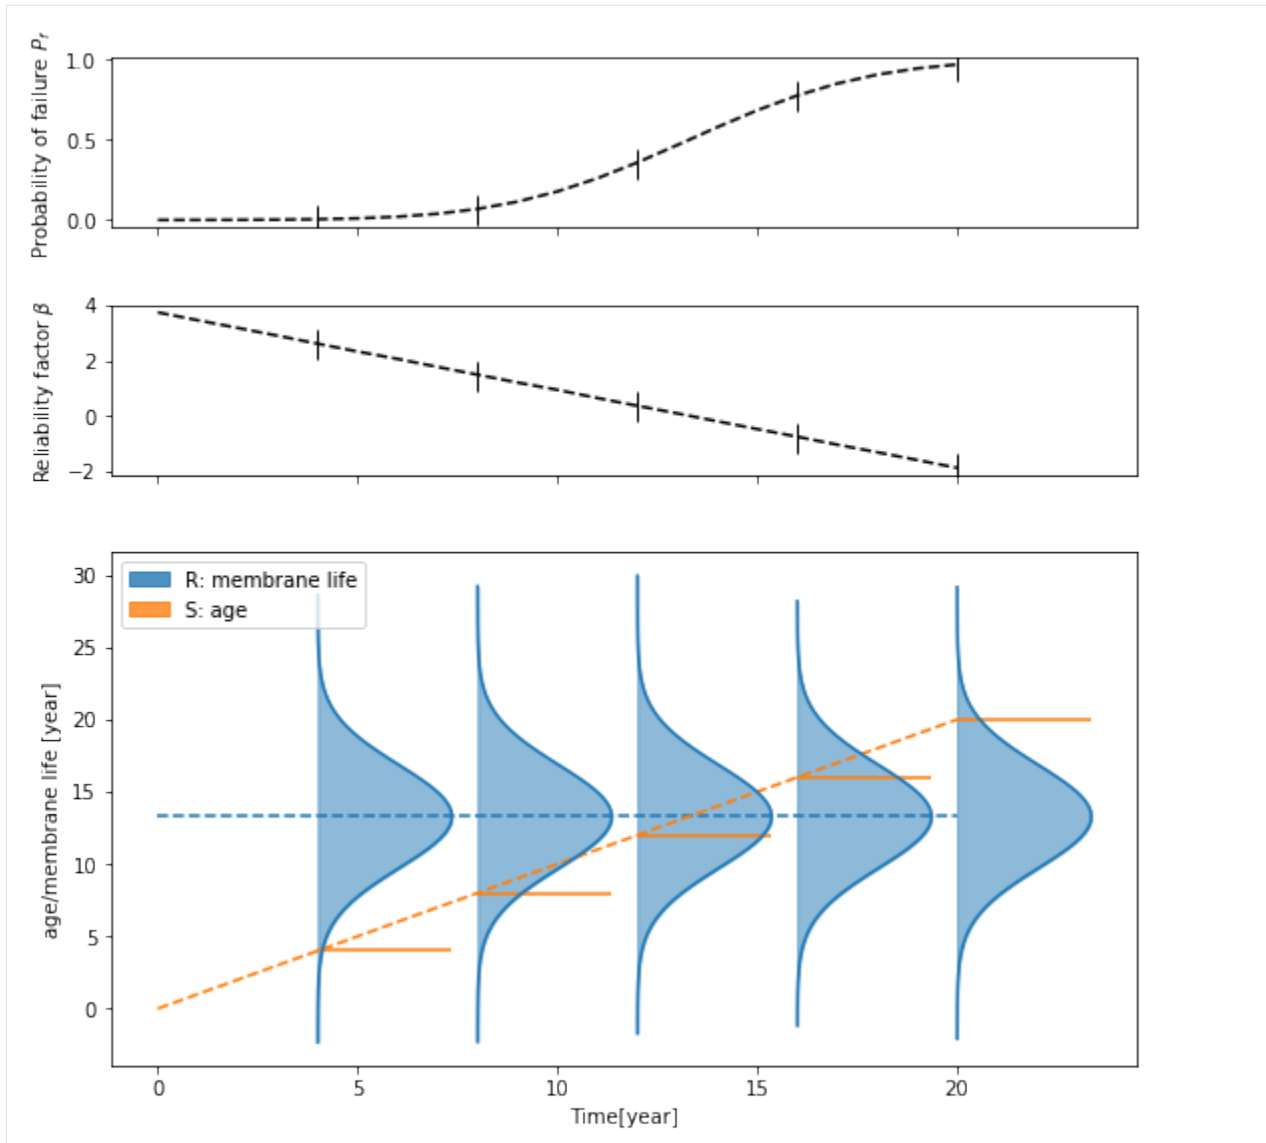 Probability of failure P_f
1.0
0.5
0.0
Reliability factor β
4
2
0
−2
age/membrane life [year]
30
25
20
15
10
5
0
R: membrane life
S: age
0 5 10 15 20
Time[year]